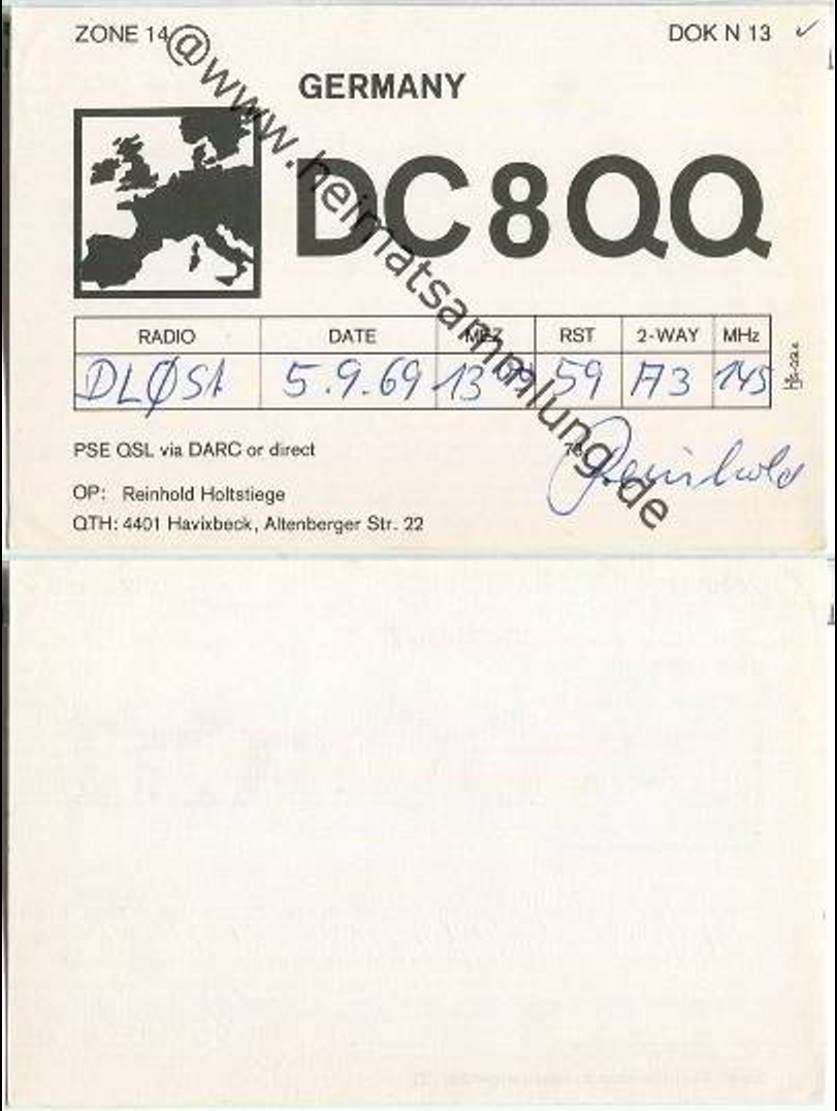 ZONE 14 DOK N 13 ✓
GERMANY
DC8QQ
RADIO DATE MEZ RST 2-WAY MHz
DLØSA 5.9.69 59 A3 145
PSE QSL via DARC or direct 73
Reinhold
OP: Reinhold Holtstiege
QTH: 4401 Havixbeck, Altenberger Str. 22
@www.heimatsammlung.de